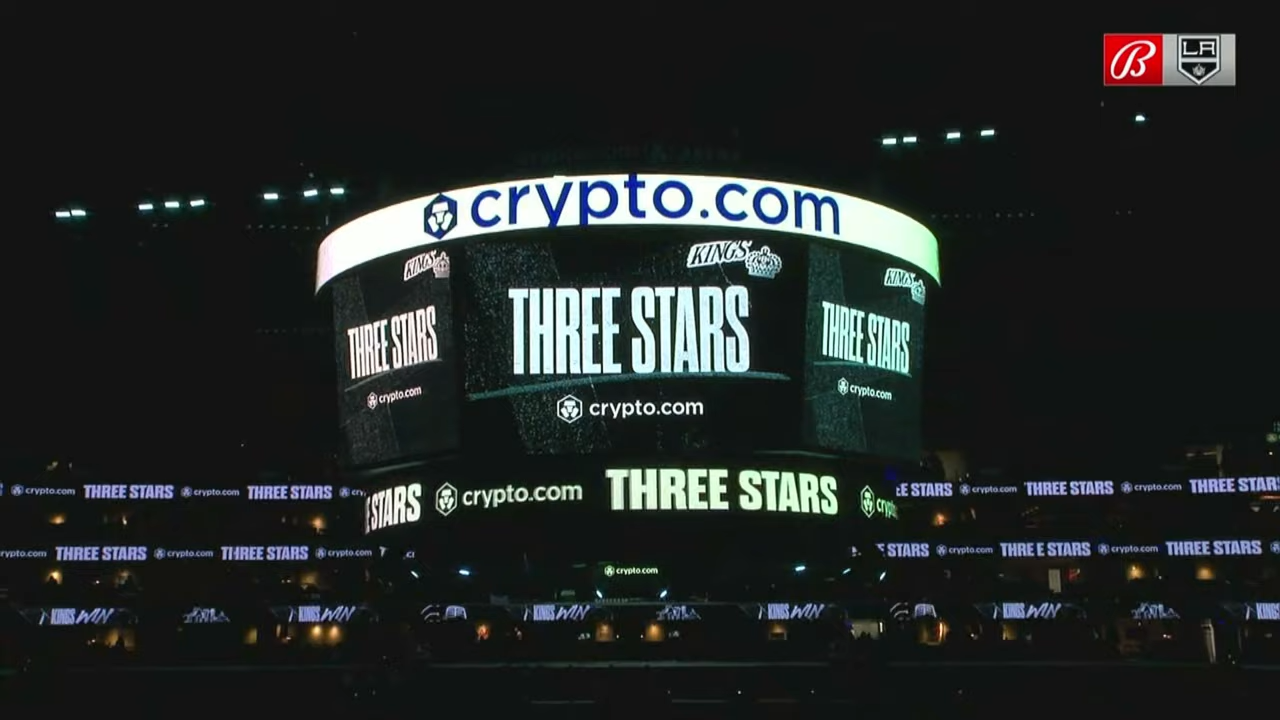 B LA
crypto.com
KINGS KINGS KINGS
THREE STARS THREE STARS THREE STARS
crypto.com crypto.com crypto.com
crypto.com THREE STARS crypto.com THREE STARS STARS crypto.com THREE STARS STARS crypto.com THREE STARS crypto.com THREE STARS
crypto.com THREE STARS crypto.com THREE STARS crypto.com STARS crypto.com THREE STARS crypto.com THREE STARS
crypto.com
KINGS WIN KINGS WIN KINGS WIN KINGS WIN KINGS WIN KINGS